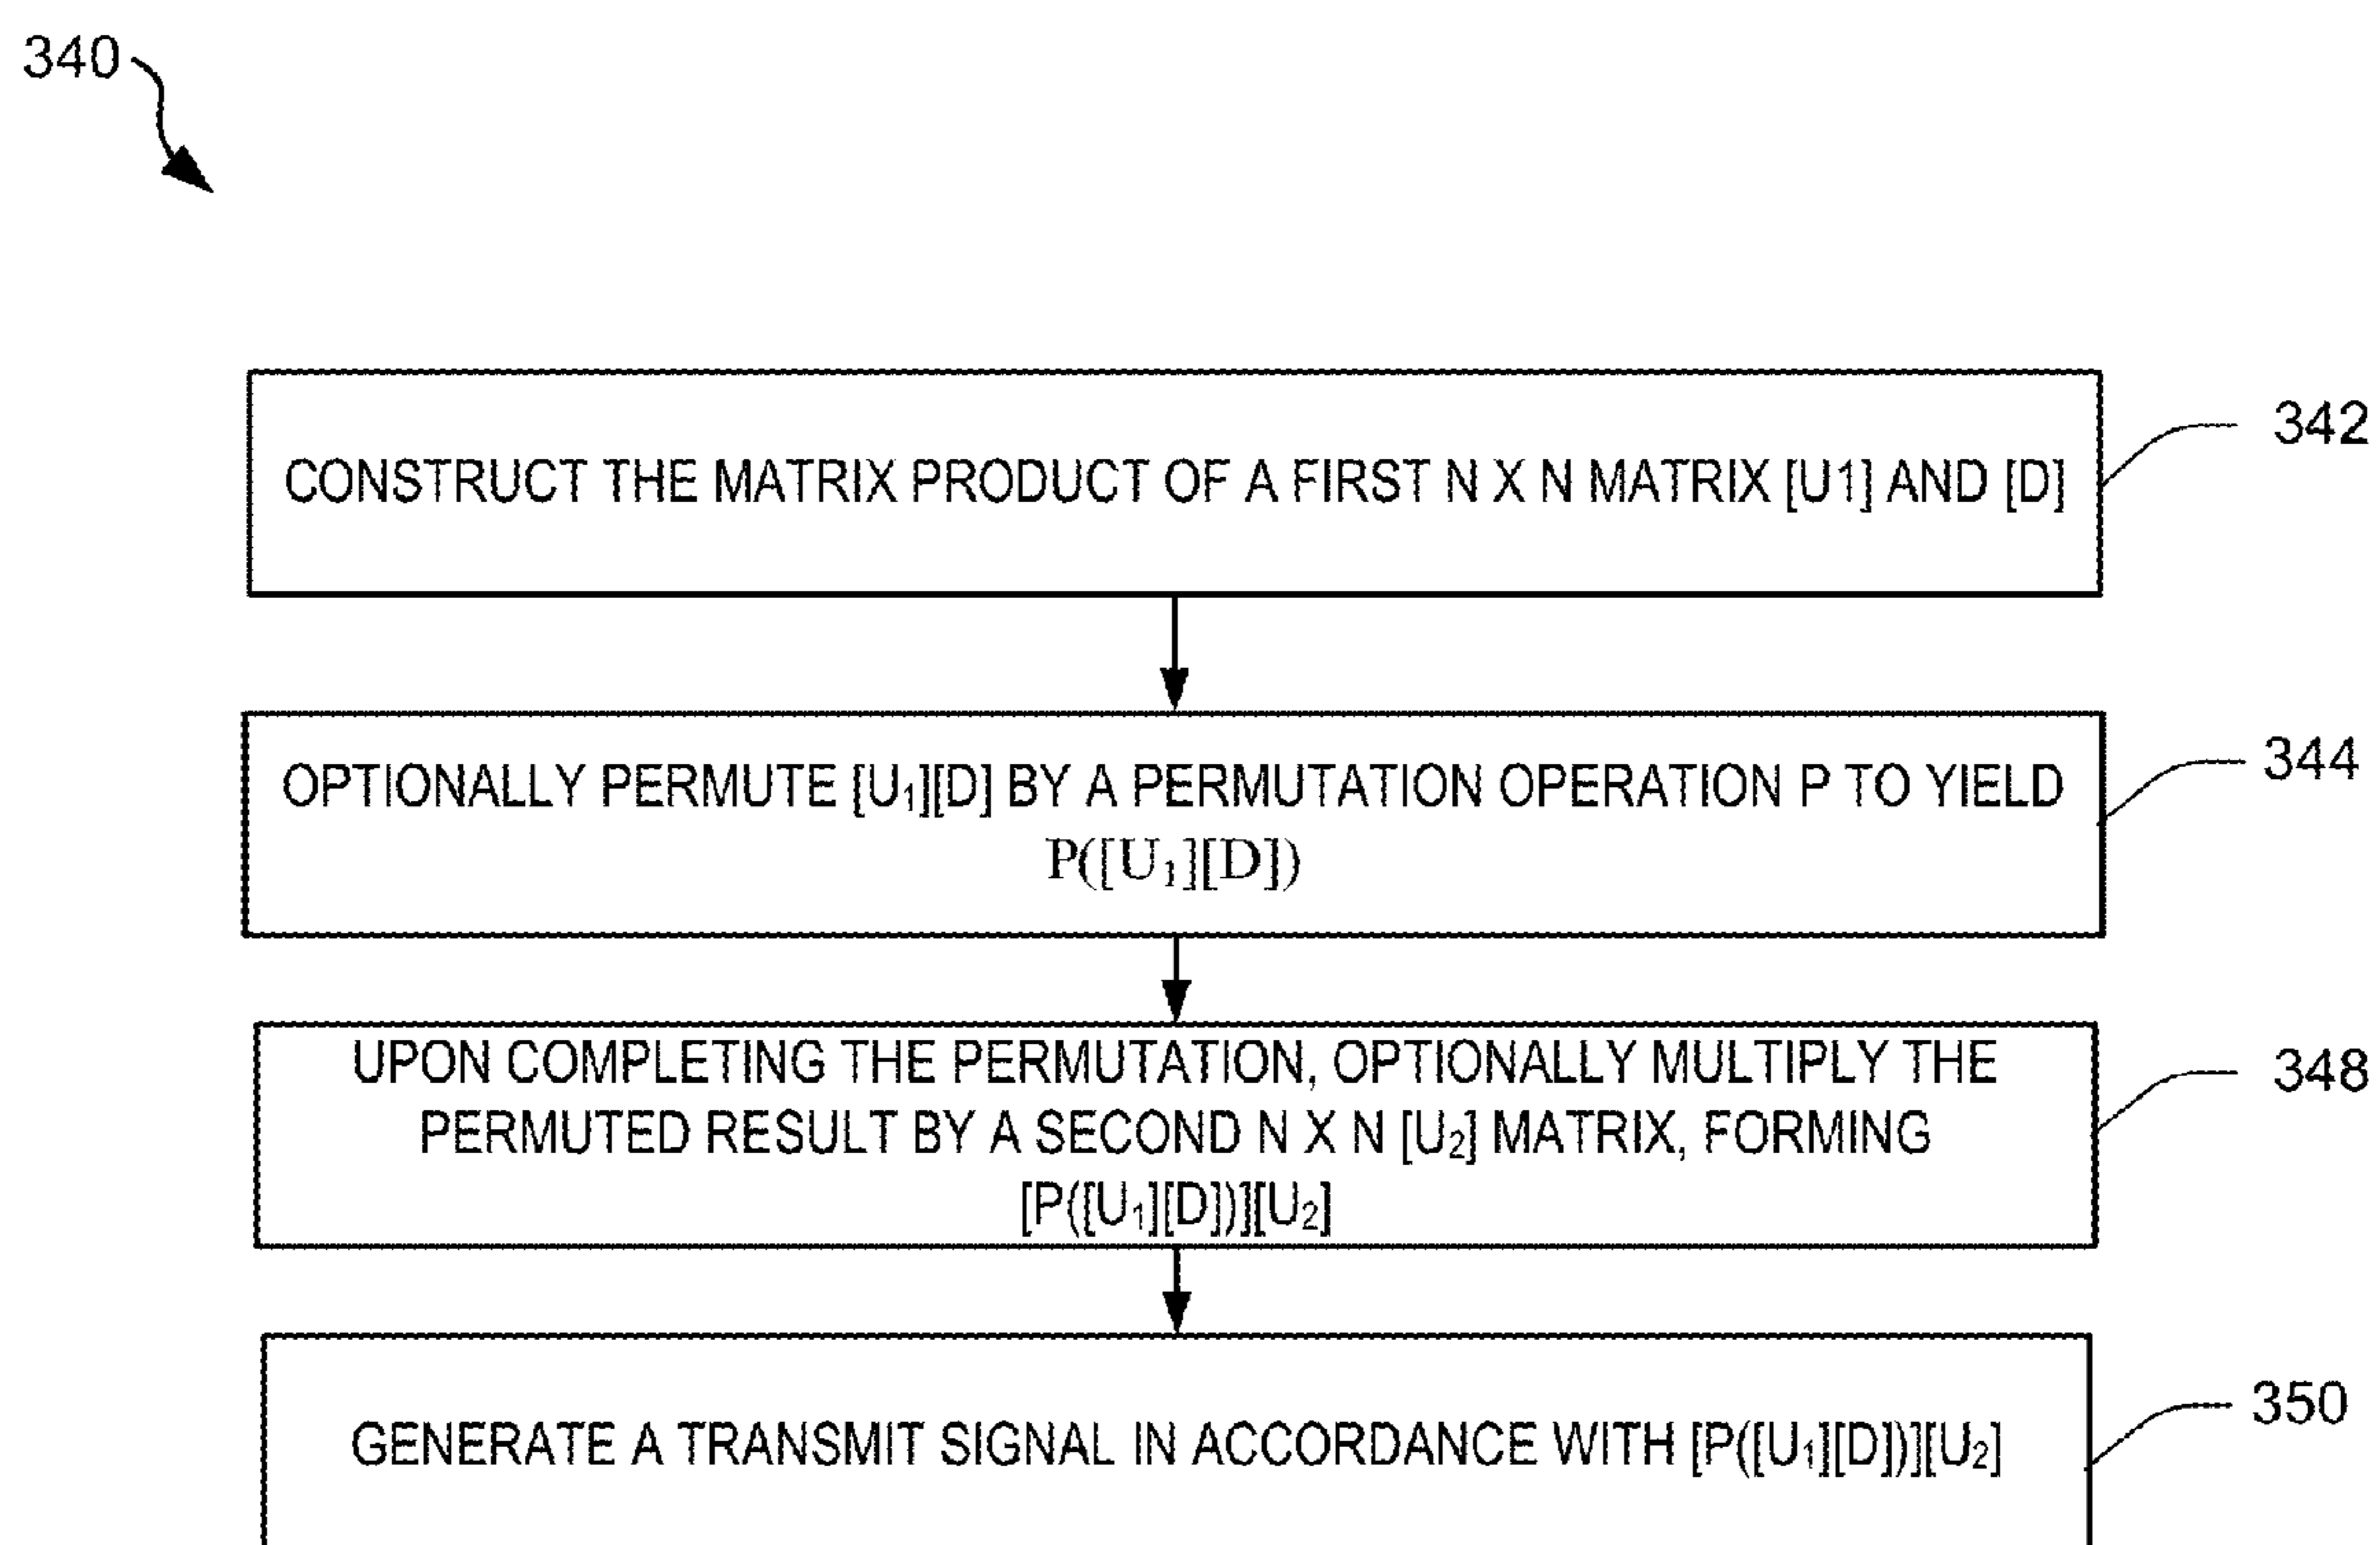 340
CONSTRUCT THE MATRIX PRODUCT OF A FIRST N X N MATRIX [U1] AND [D]
342
OPTIONALLY PERMUTE [U₁][D] BY A PERMUTATION OPERATION P TO YIELD
P([U₁][D])
344
UPON COMPLETING THE PERMUTATION, OPTIONALLY MULTIPLY THE
PERMUTED RESULT BY A SECOND N X N [U₂] MATRIX, FORMING
[P([U₁][D])][U₂]
348
GENERATE A TRANSMIT SIGNAL IN ACCORDANCE WITH [P([U₁][D])][U₂]
350